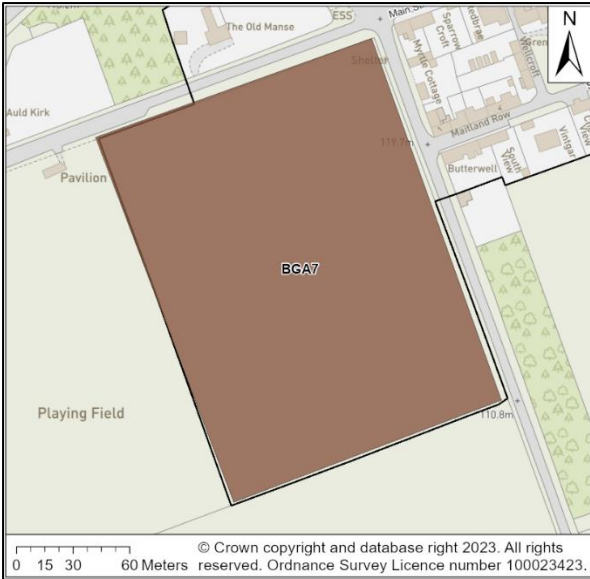 The Old Manse
ESS
Main
N
Sparrow
Croft
Myrtle Cottage
Wellcroft
Shelter
Auld Kirk
Maitland Row
119.7m
Pavilion
Butterwell
South
View
Vintgar
BGA7
Playing Field
110.8m
0 15 30 60 Meters
© Crown copyright and database right 2023. All rights
reserved. Ordnance Survey Licence number 100023423.